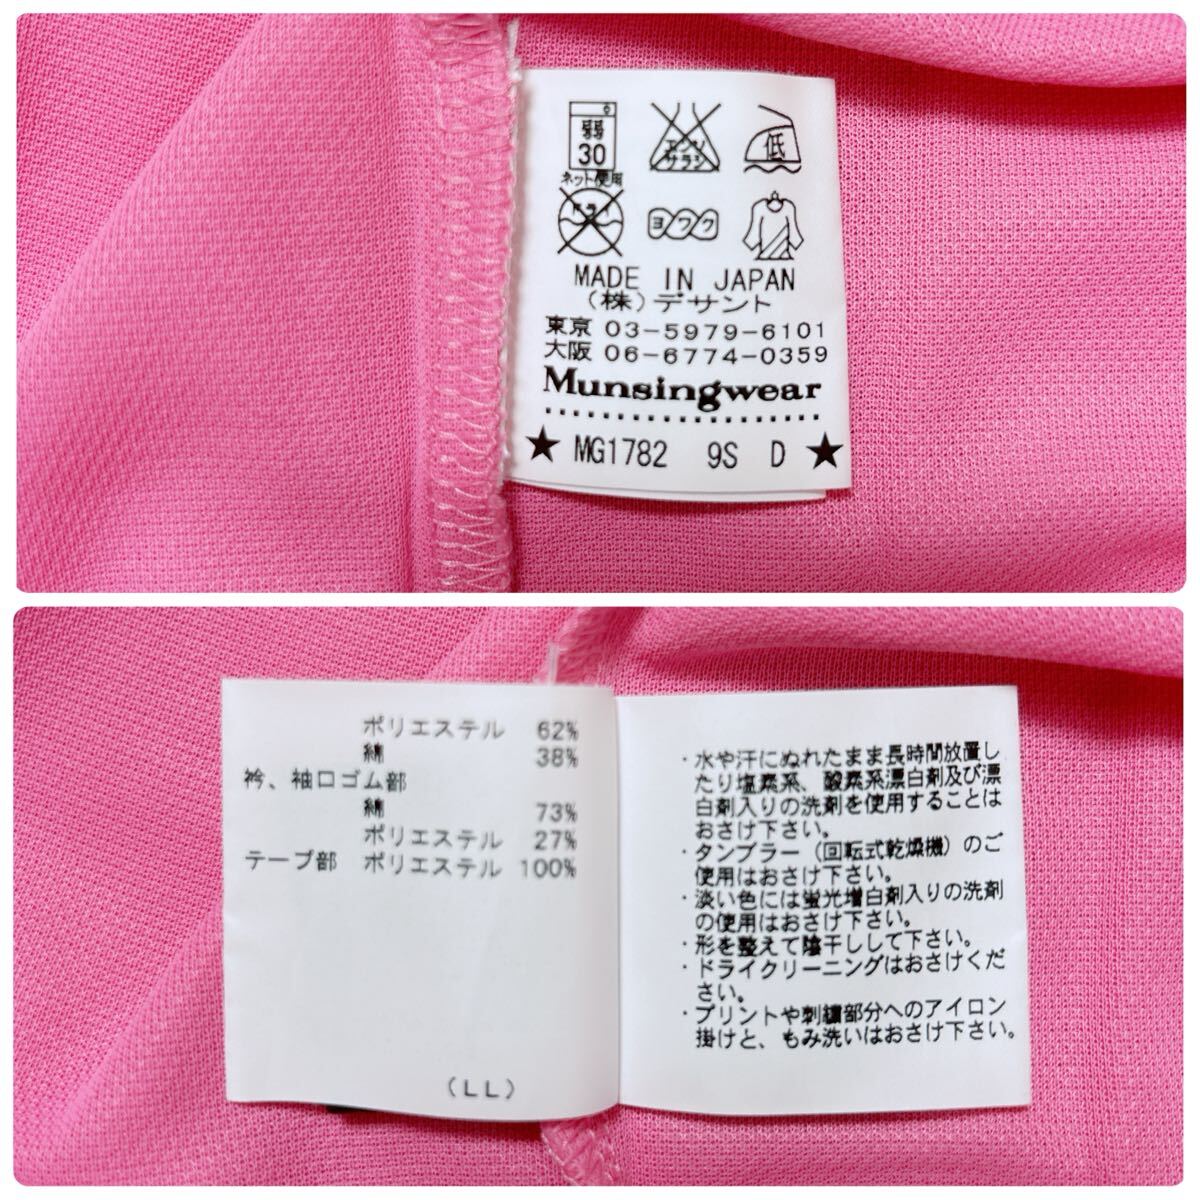 弱
30
ネット使用
エンソ
サラシ
低
ドライ
ヨワク
MADE IN JAPAN
(株)デサント
東京 03-5979-6101
大阪 06-6774-0359
Munsingwear
★ MG1782 9S D ★
ポリエステル 62%
綿 38%
衿、袖口ゴム部
綿 73%
ポリエステル 27%
テープ部 ポリエステル 100%
(LL)
・水や汗にぬれたまま長時間放置し
たり塩素系、酸素系漂白剤及び漂
白剤入りの洗剤を使用することは
おさけ下さい。
・タンブラー(回転式乾燥機)のご
使用はおさけ下さい。
・淡い色には蛍光増白剤入りの洗剤
の使用はおさけ下さい。
・形を整えて陰干しして下さい。
・ドライクリーニングはおさけくだ
さい。
・プリントや刺繍部分へのアイロン
掛けと、もみ洗いはおさけ下さい。